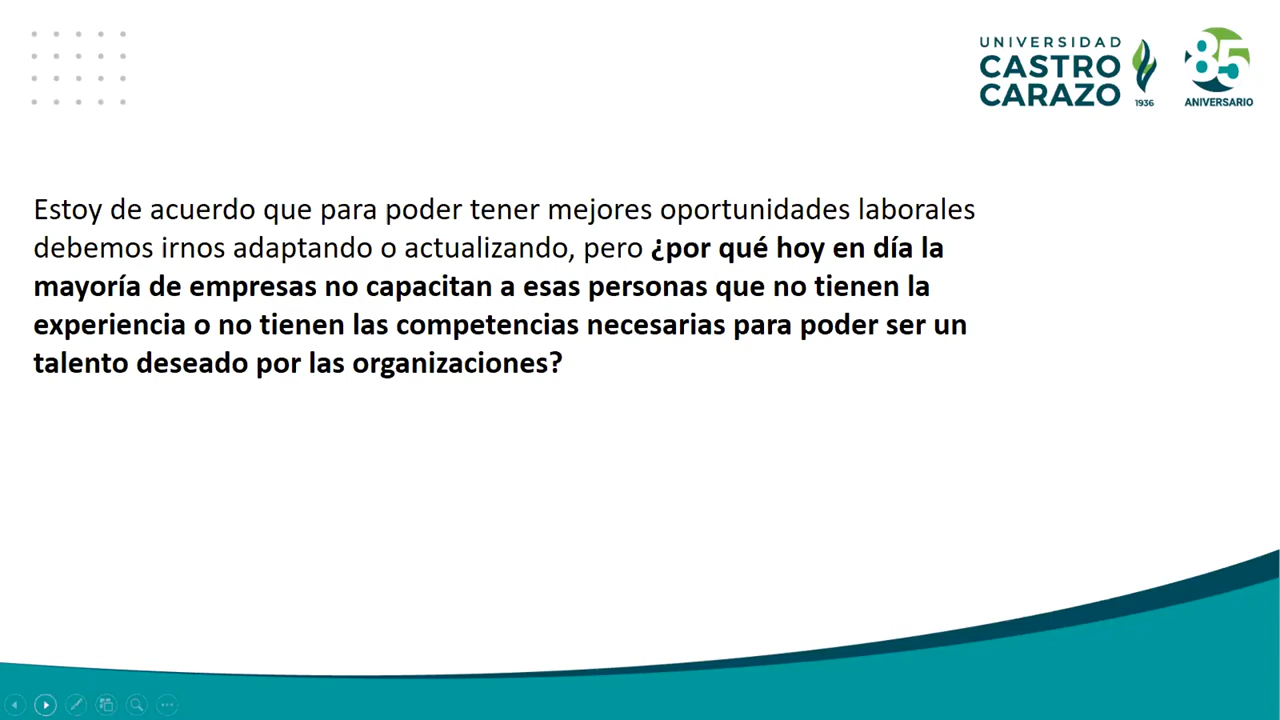 UNIVERSIDAD
CASTRO
CARAZO
1936
85
ANIVERSARIO
Estoy de acuerdo que para poder tener mejores oportunidades laborales
debemos irnos adaptando o actualizando, pero ¿por qué hoy en día la
mayoría de empresas no capacitan a esas personas que no tienen la
experiencia o no tienen las competencias necesarias para poder ser un
talento deseado por las organizaciones?